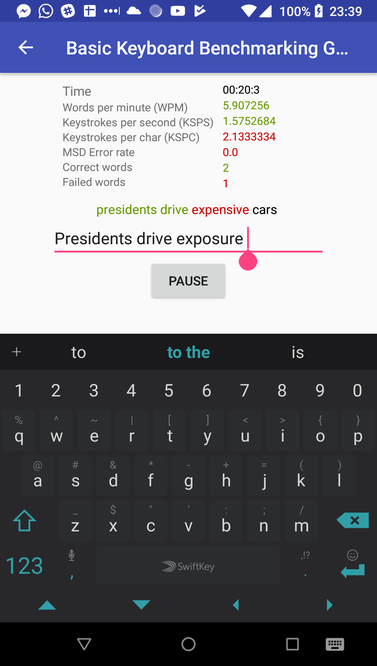 100% 23:39
Basic Keyboard Benchmarking G...
Time 00:20:3
Words per minute (WPM) 5.907256
Keystrokes per second (KSPS) 1.5752684
Keystrokes per char (KSPC) 2.1333334
MSD Error rate 0.0
Correct words 2
Failed words 1
presidents drive expensive cars
Presidents drive exposure
PAUSE
+ to to the is
1 2 3 4 5 6 7 8 9 0
% ^ ~ | [ ] < > { }
q w e r t y u i o p
@ # & * - + = ( )
a s d f g h j k l
_ $ " ' : ; /
z x c v b n m
123 , SwiftKey ,!? .